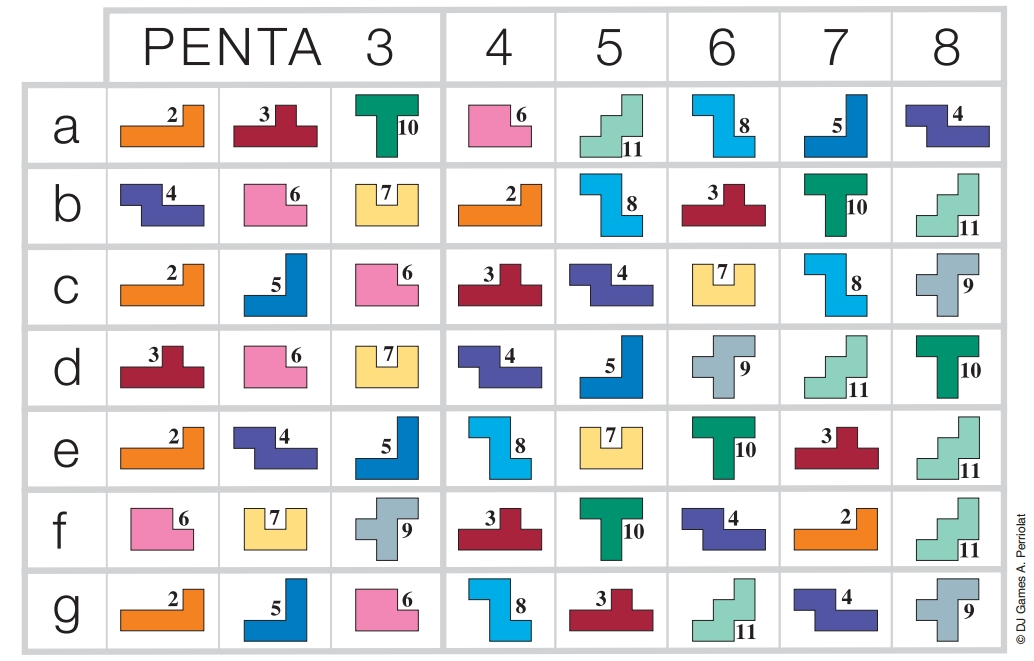 PENTA 3 4 5 6 7 8
a 2 3 10 6 11 8 5 4
b 4 6 7 2 8 3 10 11
c 2 5 6 3 4 7 8 9
d 3 6 7 4 5 9 11 10
e 2 4 5 8 7 10 3 11
f 6 7 9 3 10 4 2 11
g 2 5 6 8 3 11 4 9
© DJ Games A. Perriolat